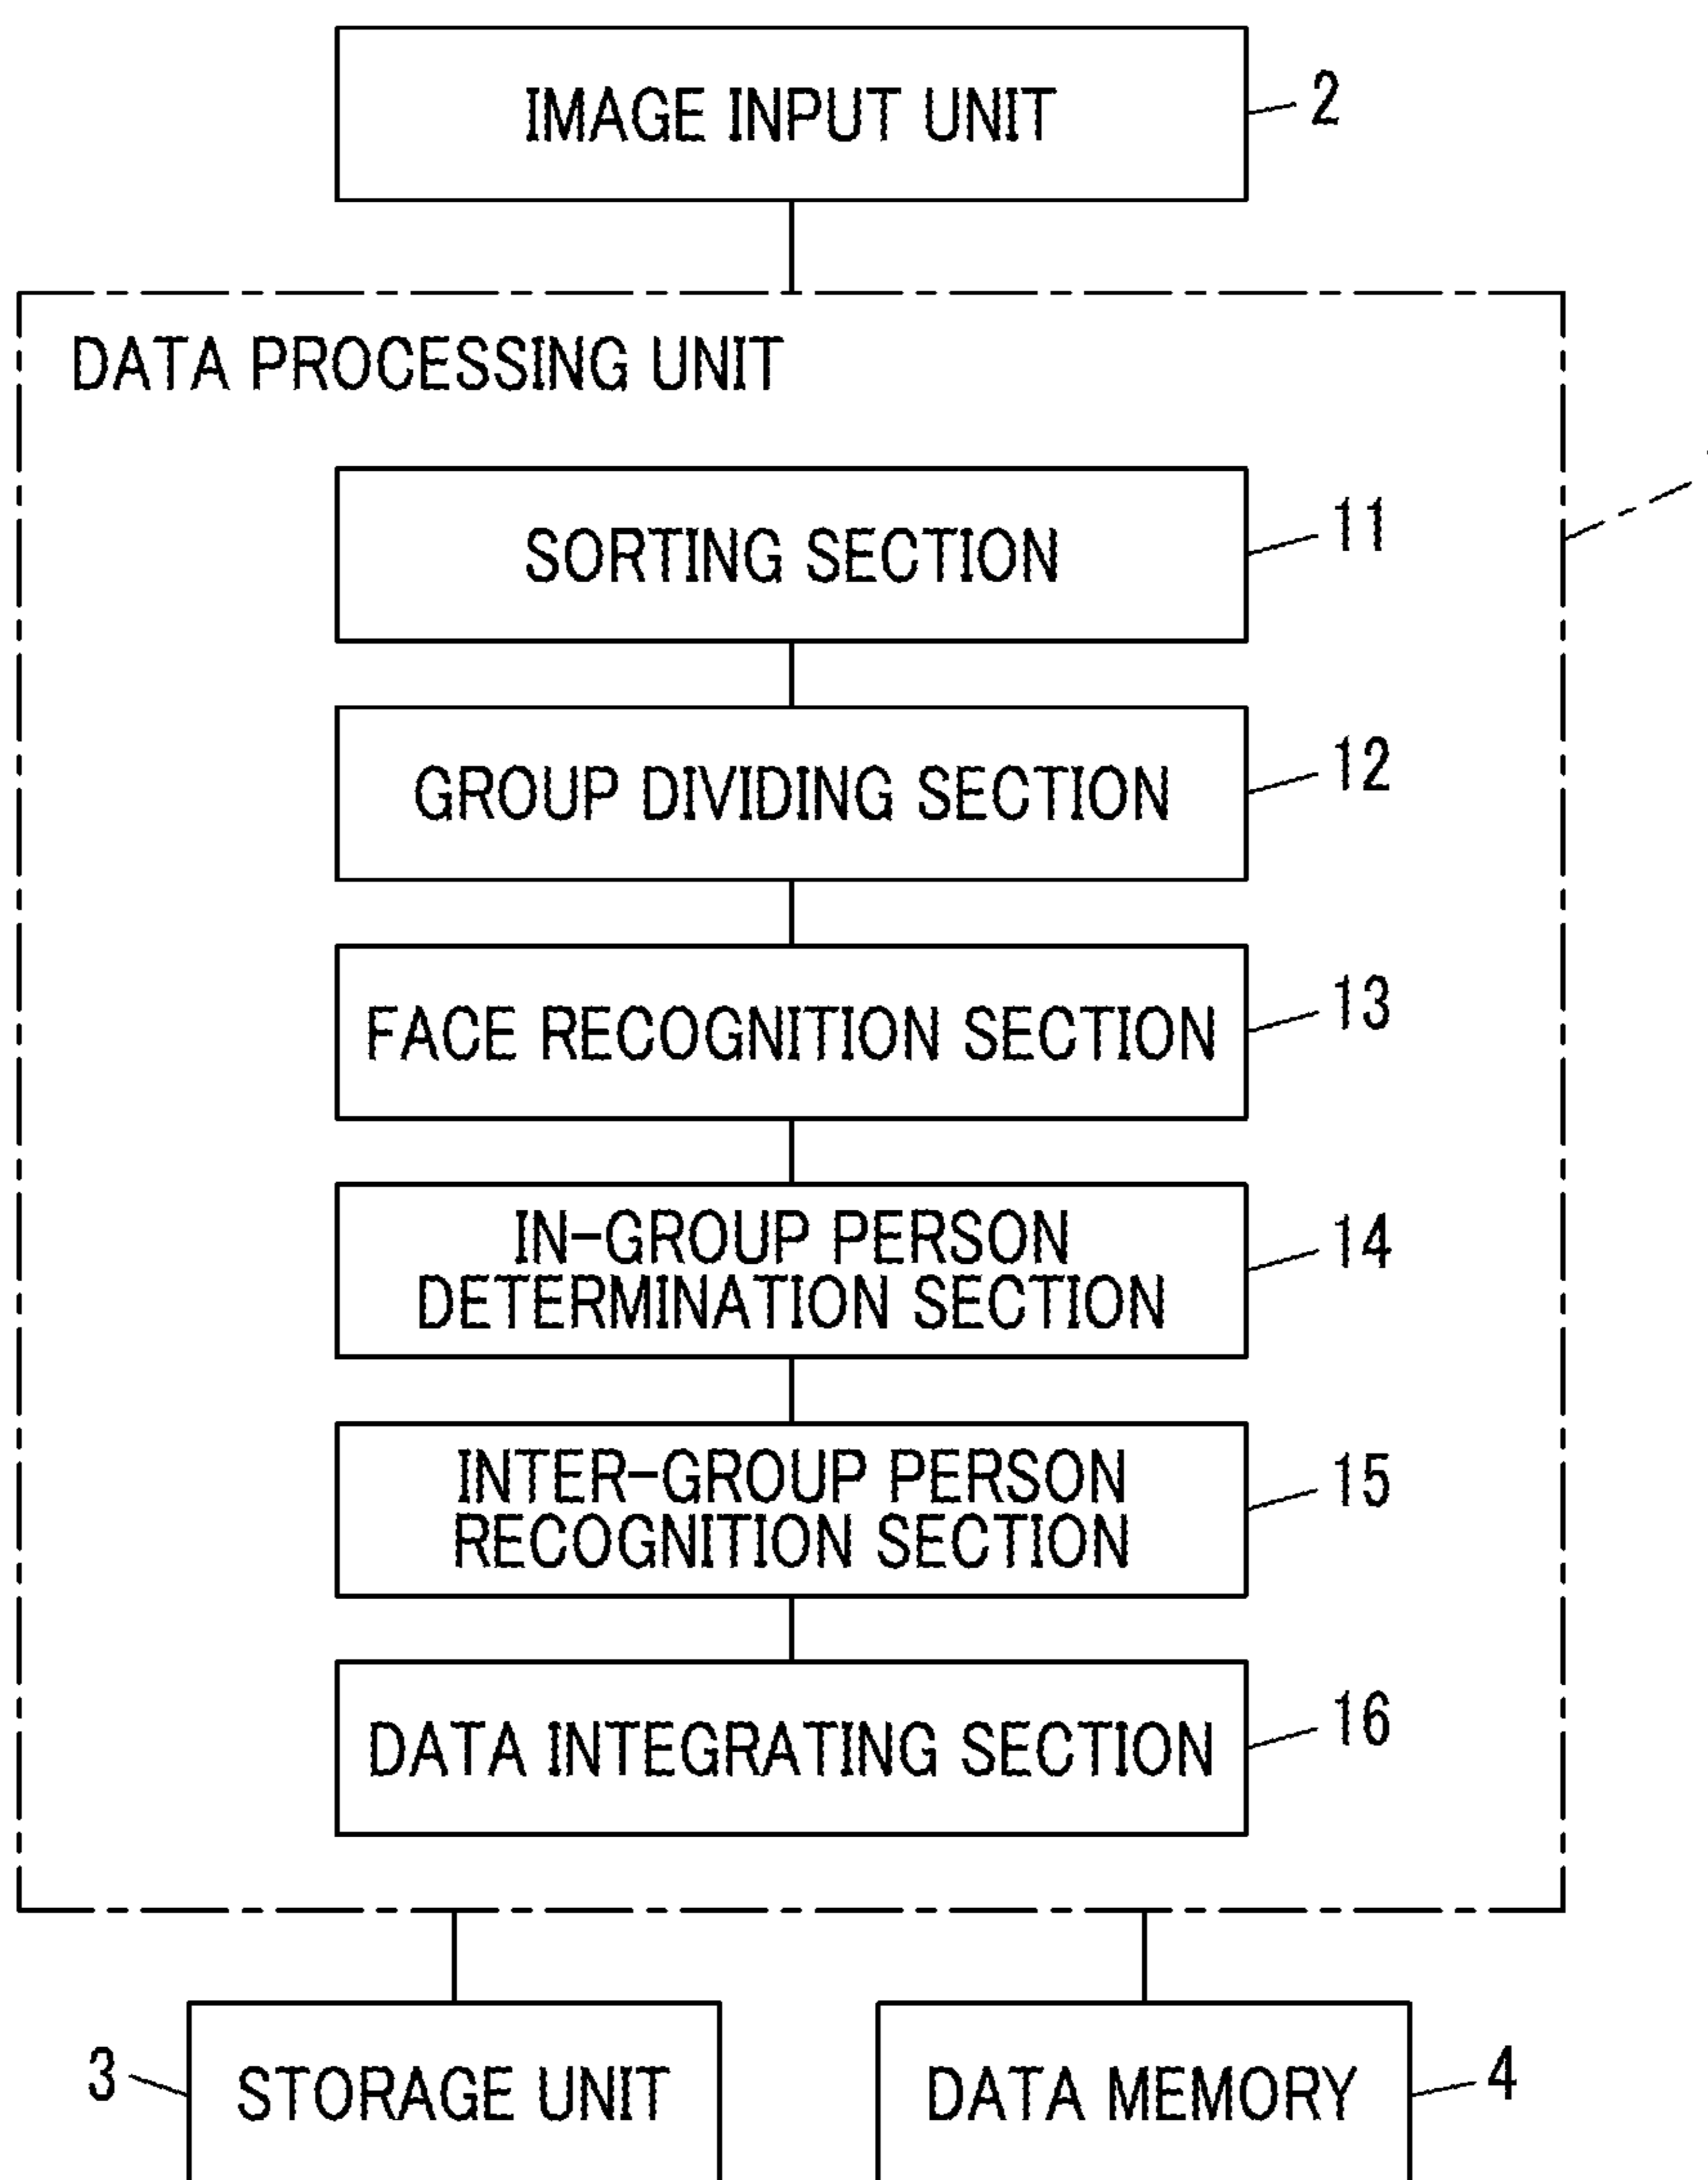 IMAGE INPUT UNIT
2
DATA PROCESSING UNIT
SORTING SECTION
11
GROUP DIVIDING SECTION
12
FACE RECOGNITION SECTION
13
IN-GROUP PERSON
DETERMINATION SECTION
14
INTER-GROUP PERSON
RECOGNITION SECTION
15
DATA INTEGRATING SECTION
16
3
STORAGE UNIT
DATA MEMORY
4